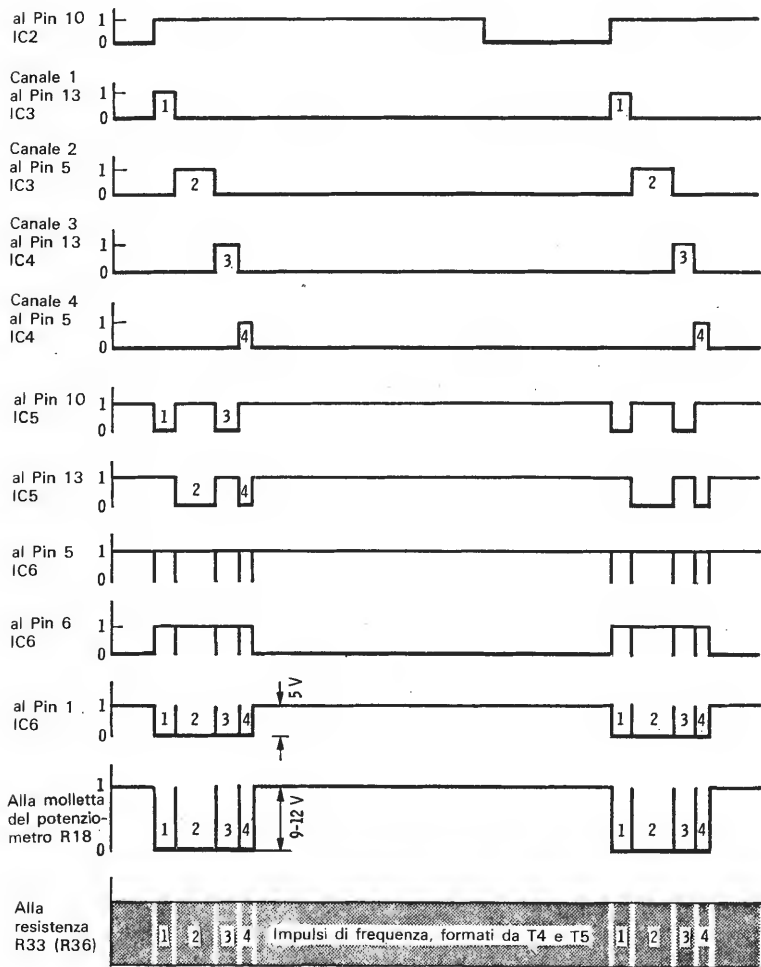 al Pin 10 1
IC2 0
Canale 1
al Pin 13 1 1 1
IC3 0
Canale 2
al Pin 5 1 2 2
IC3 0
Canale 3
al Pin 13 1 3 3
IC4 0
Canale 4
al Pin 5 1 4 4
IC4 0
al Pin 10 1 1 3
IC5 0
al Pin 13 1 2 4
IC5 0
al Pin 5 1
IC6 0
al Pin 6 1
IC6 0
al Pin 1 1 1 2 3 4 5 V 1 2 3 4
IC6 0
1
Alla molletta
del potenzio-
metro R18 1 2 3 4 9-12 V 1 2 3 4
0
Alla
resistenza 1 2 3 4 Impulsi di frequenza, formati da T4 e T5 1 2 3 4
R33 (R36)